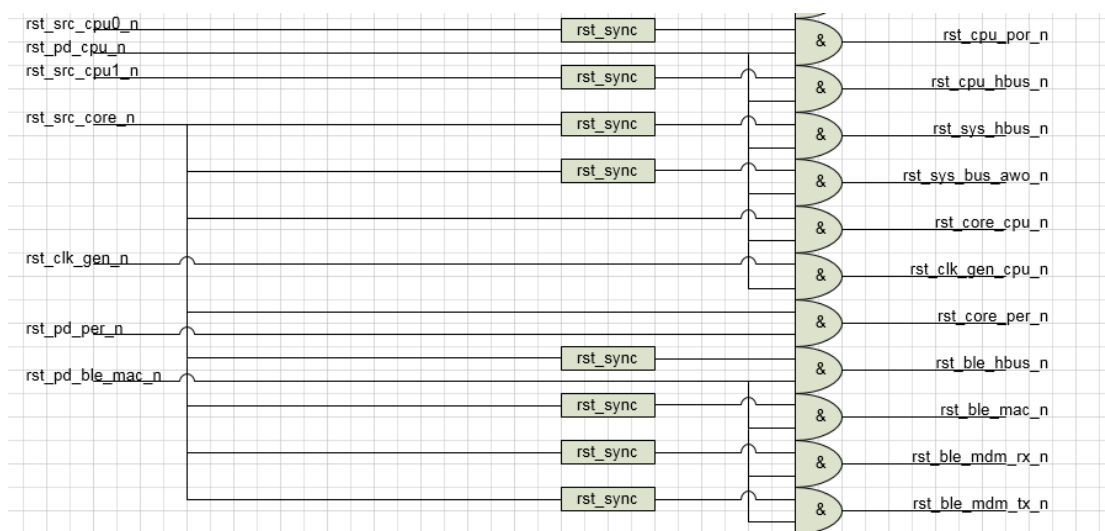 rst_src_cpu0_n rst_sync & rst_cpu_por_n
rst_pd_cpu_n
rst_src_cpu1_n rst_sync & rst_cpu_hbus_n
rst_src_core_n rst_sync & rst_sys_hbus_n
rst_sync & rst_sys_bus_awo_n
& rst_core_cpu_n
rst_clk_gen_n & rst_clk_gen_cpu_n
& rst_core_per_n
rst_pd_per_n
rst_sync & rst_ble_hbus_n
rst_pd_ble_mac_n
rst_sync & rst_ble_mac_n
rst_sync & rst_ble_mdm_rx_n
rst_sync & rst_ble_mdm_tx_n